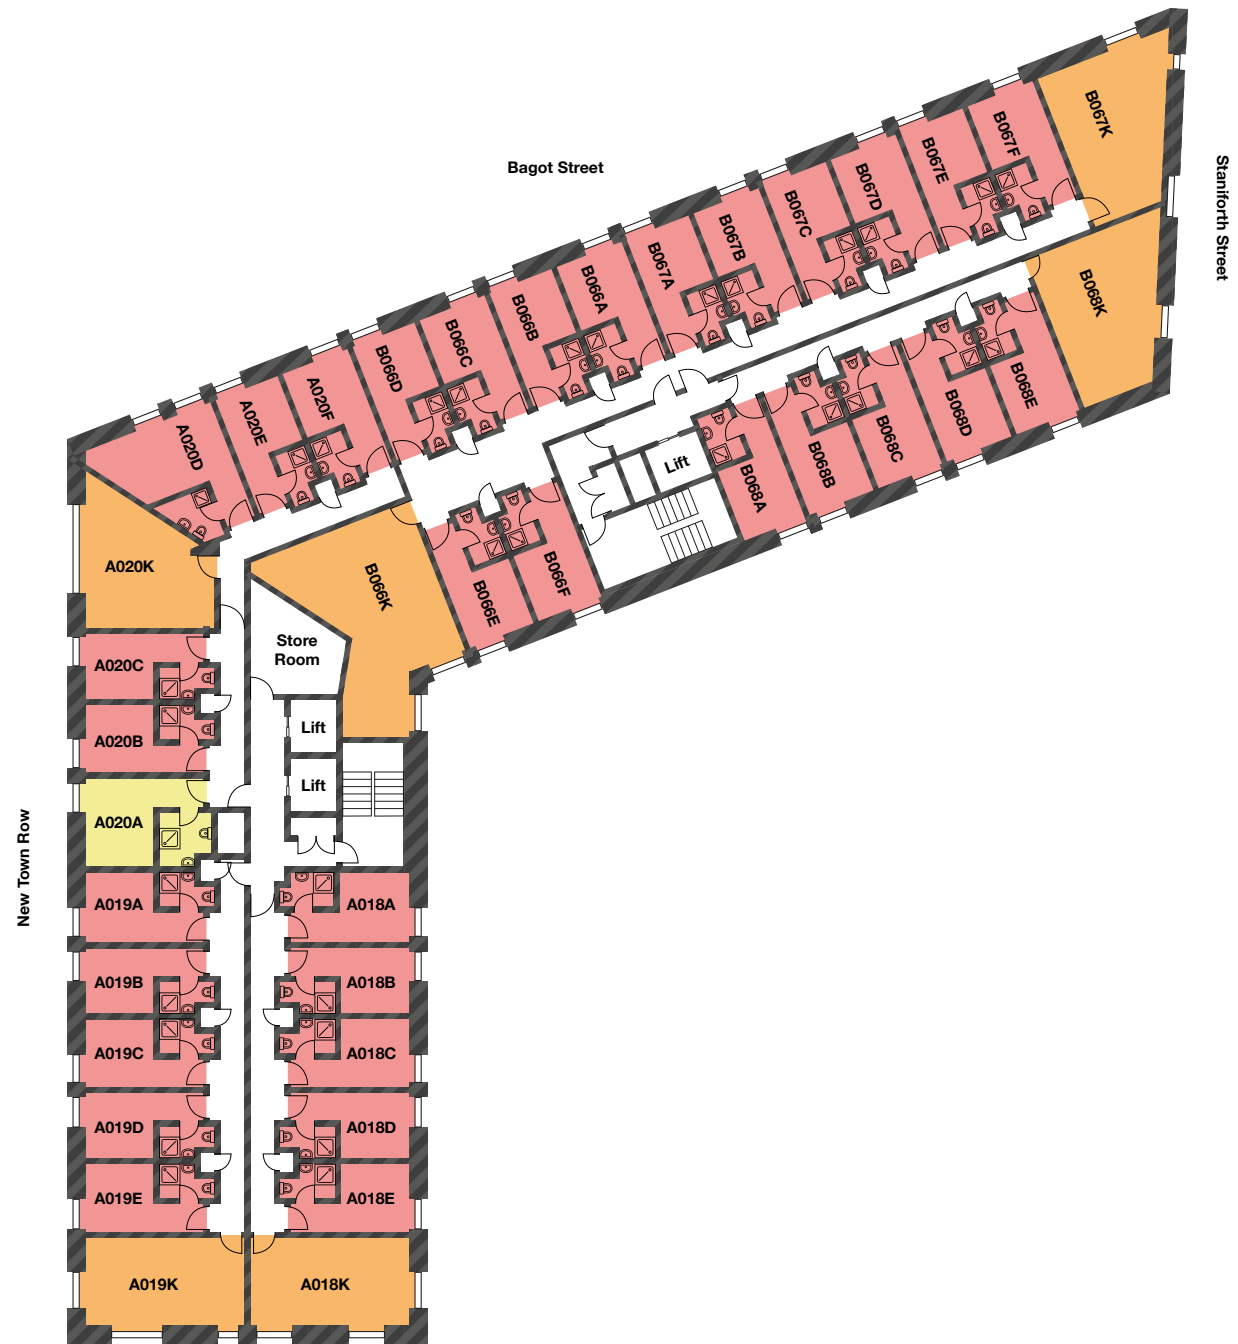 Bagot Street
Staniforth Street
New Town Row
B067K
B067F
B067E
B067D
B067C
B067B
B067A
B066A
B066B
B066C
B066D
A020F
A020E
A020D
B068K
B068E
B068D
B068C
B068B
B068A
Lift
B066F
B066E
B066K
A020K
Store
Room
A020C
A020B
Lift
Lift
A020A
A019A
A018A
A019B
A018B
A019C
A018C
A019D
A018D
A019E
A018E
A019K
A018K